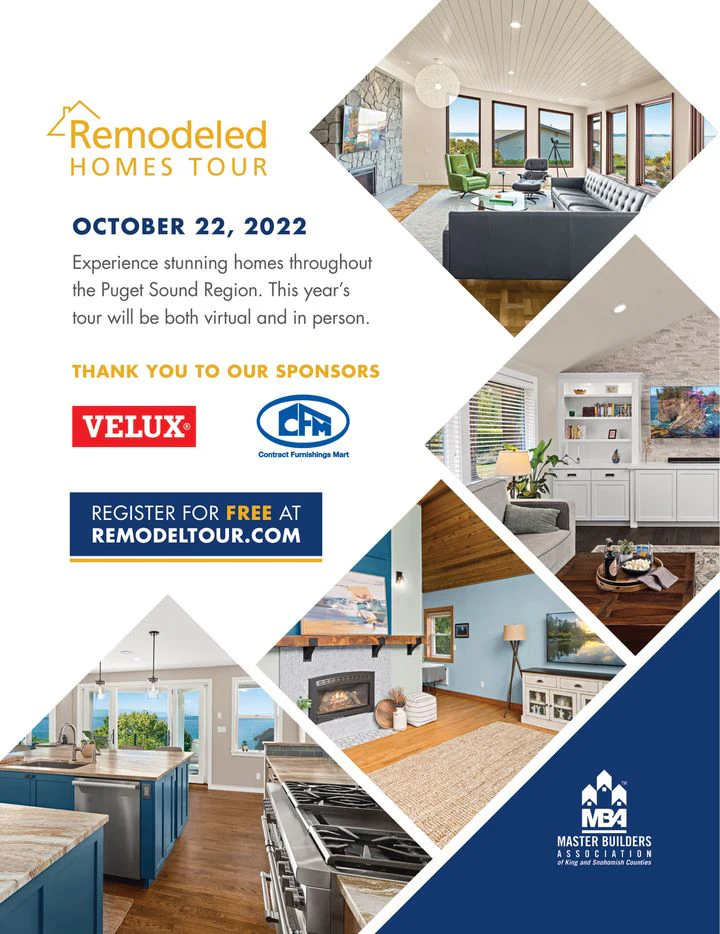 Remodeled
HOMES TOUR
OCTOBER 22, 2022
Experience stunning homes throughout
the Puget Sound Region. This year's
tour will be both virtual and in person.
THANK YOU TO OUR SPONSORS
VELUX®
CFM
Contract Furnishings Mart
REGISTER FOR FREE AT
REMODELTOUR.COM
TM
MBA
MASTER BUILDERS
ASSOCIATION
of King and Snohomish Counties